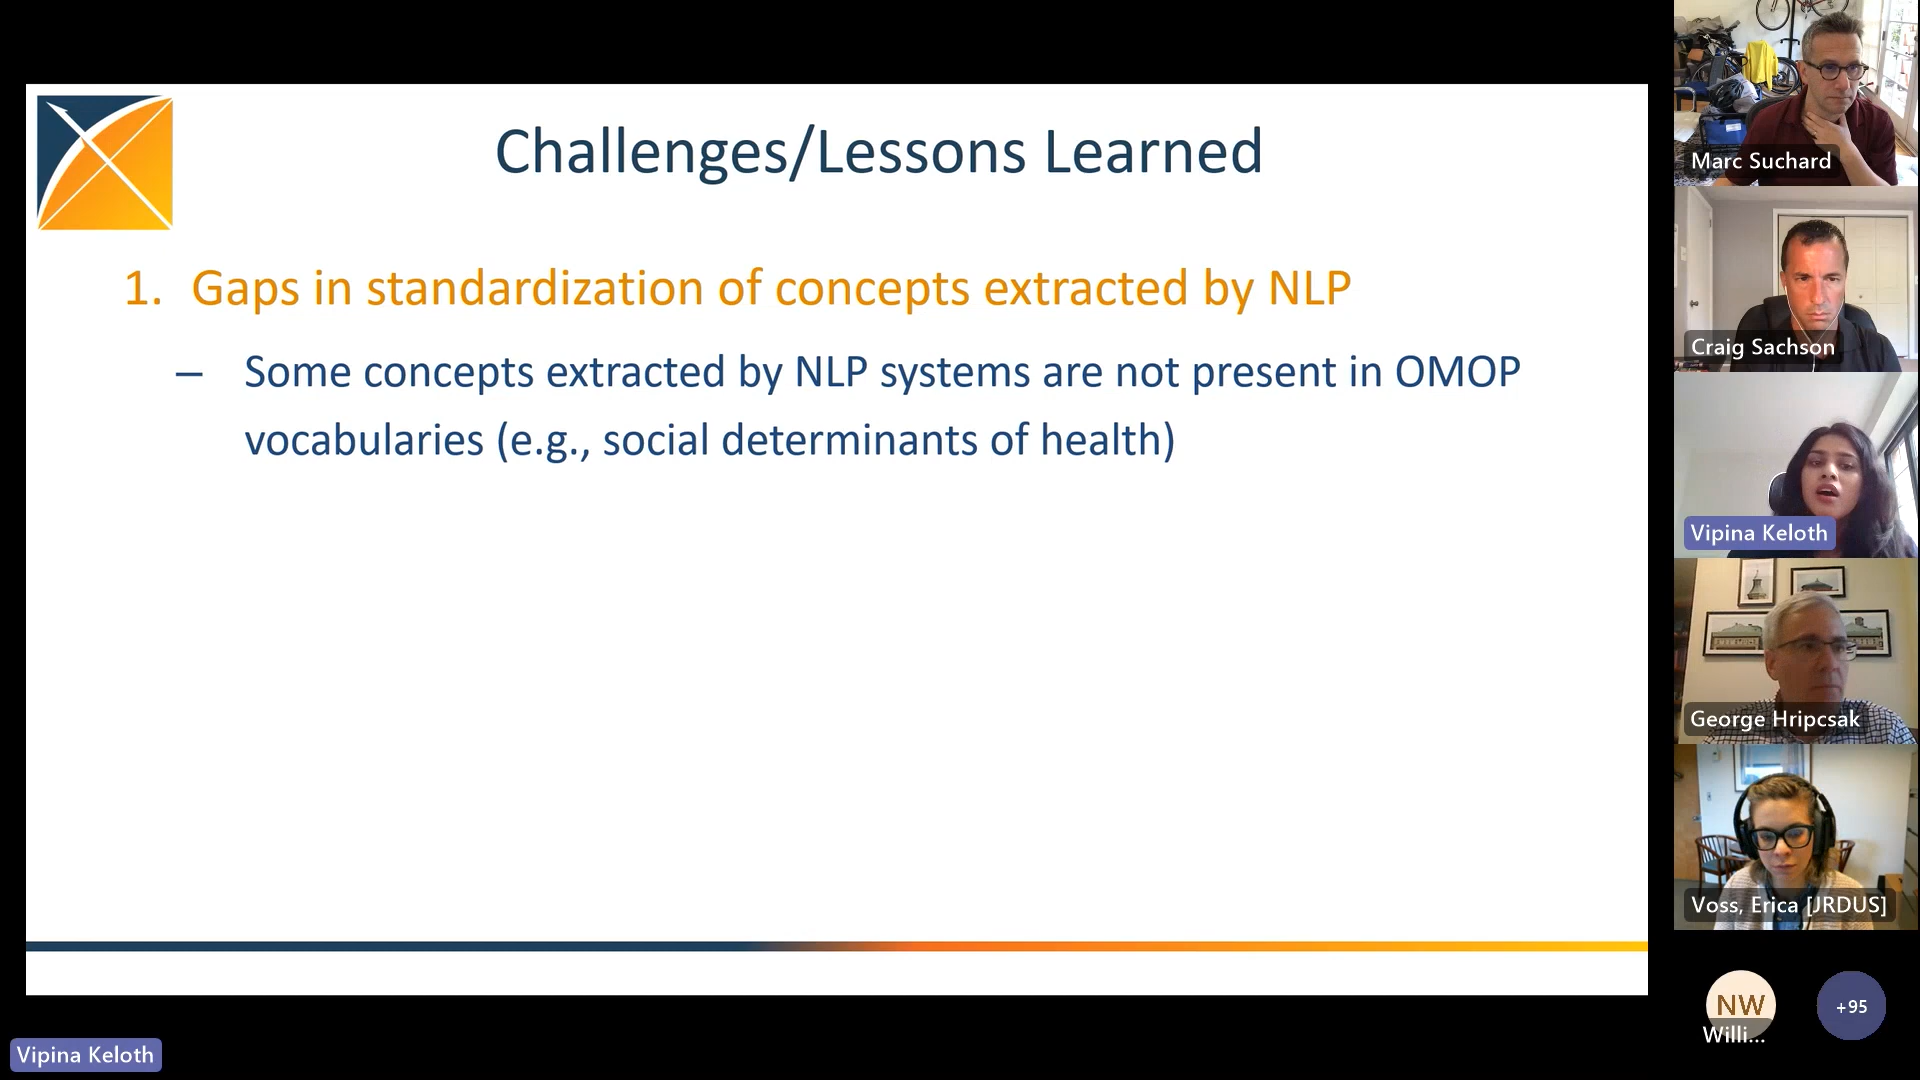 Challenges/Lessons Learned
1. Gaps in standardization of concepts extracted by NLP
– Some concepts extracted by NLP systems are not present in OMOP
vocabularies (e.g., social determinants of health)
Marc Suchard
Craig Sachson
Vipina Keloth
George Hripcsak
Voss, Erica [JRDUS]
NW
Willi...
+95
Vipina Keloth